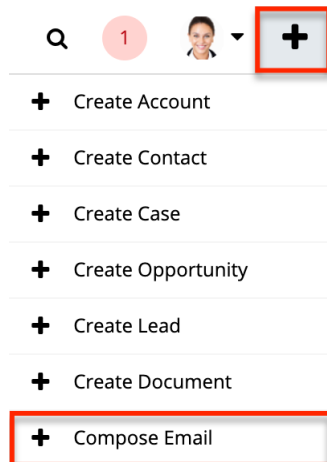 1
Create Account
Create Contact
Create Case
Create Opportunity
Create Lead
Create Document
Compose Email